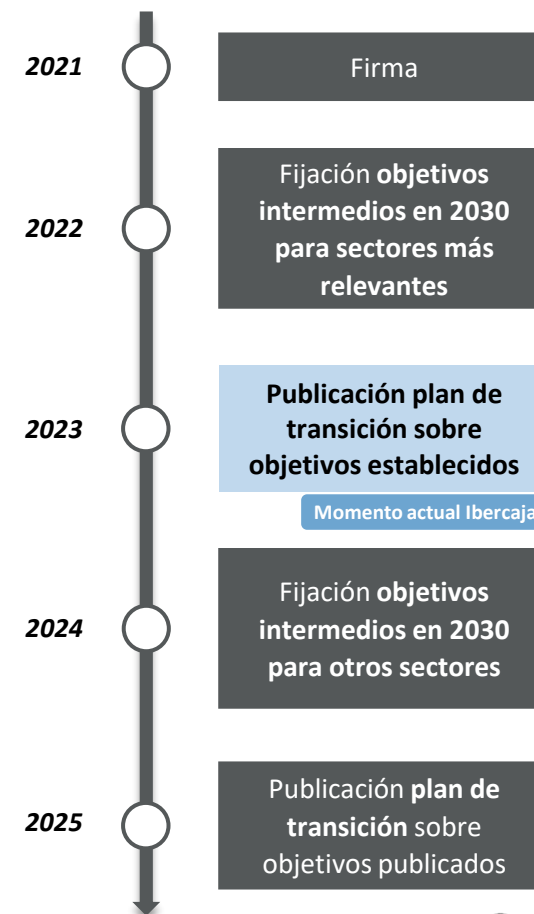 2021
Firma
2022
Fijación objetivos
intermedios en 2030
para sectores más
relevantes
2023
Publicación plan de
transición sobre
objetivos establecidos
Momento actual Ibercaja
2024
Fijación objetivos
intermedios en 2030
para otros sectores
2025
Publicación plan de
transición sobre
objetivos publicados